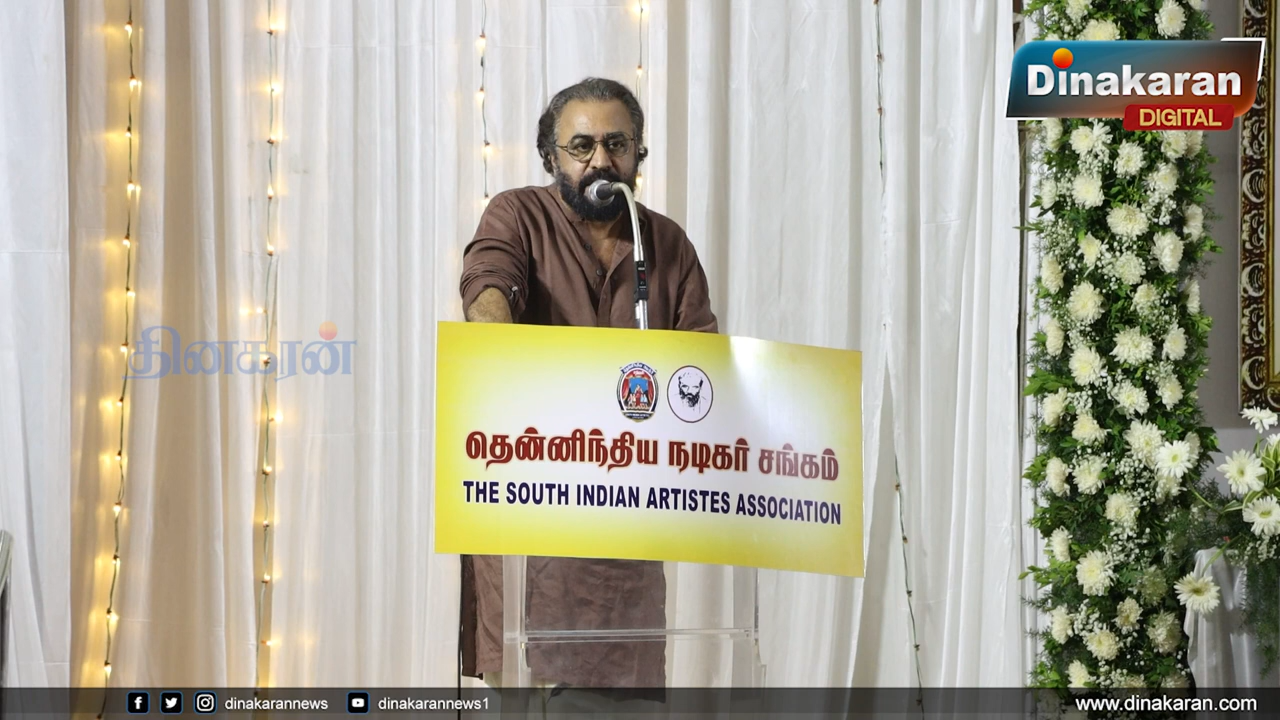 Dinakaran
DIGITAL
தினகரன்
தென்னிந்திய நடிகர் சங்கம்
THE SOUTH INDIAN ARTISTES ASSOCIATION
dinakarannews
dinakarannews1
www.dinakaran.com